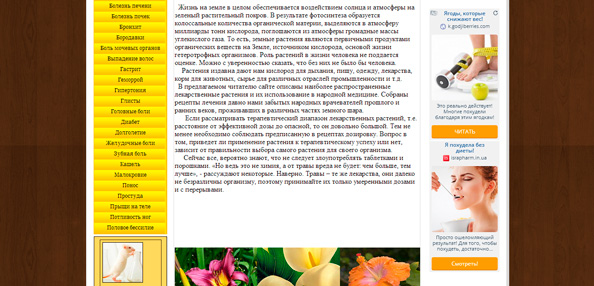 Болезнь печени
Болезнь почек
Бронхит
Бородавки
Боль мочевых органов
Выпадение волос
Гастрит
Геморрой
Гипертония
Глисты
Головные боли
Диабет
Долголетие
Желудочные боли
Зубная боль
Кашель
Малокровие
Понос
Простуда
Прыщи на теле
Потливость ног
Половое бессилие
Жизнь на земле в целом обеспечивается воздействием солнца и атмосферы на
зеленый растительный покров. В результате фотосинтеза образуется
колоссальные количества органической материи, выделяются в атмосферу
миллиарды тонн кислорода, поглощаются из атмосферы громадные массы
углекислого газа. То есть, земные растения являются первичными продуктами
органических веществ на Земле, источником кислорода, основой жизни
гетеротрофных организмов. Роль растений в жизни человека не поддается
оценке. Можно с уверенностью сказать, что без них не было бы человека.
Растения издавна дают нам кислород для дыхания, пищу, одежду, лекарства,
корм для животных, сырье для различных отраслей промышленности и т.д.
В предлагаемом читателю сайте описаны наиболее распространенные
лекарственные растения и их использование в народной медицине. Собраны
рецепты лечения давно нами забытых народных врачевателей прошлого и
ранних веков, проживавших в различных частях земного шара.
Если рассматривать терапевтический диапазон лекарственных растений, т.е.
расстояние от эффективной дозы до опасной, то он довольно большой. Тем не
менее необходимо соблюдать предписанную в рецептах дозировку. Вопрос в
том, приведет ли применение растения к терапевтическому успеху или нет,
зависит от правильности выбора самого растения для своего организма.
Сейчас все, вероятно знают, что не следует злоупотреблять таблетками и
порошками. «Но ведь это не химия, а от травы вреда не будет: чем больше, тем
лучше», - рассуждают некоторые. Наверно. Травы – те же лекарства, они далеко
не безразличны организму, поэтому принимайте их только умеренными дозами
и с перерывами.
Ягоды, которые
снижают вес!
k.godjiberries.com
Это реально действует!
Многие похудели
благодаря этим ягодам!
ЧИТАТЬ
Я похудела без
диеты!
israpharm.in.ua
Просто ошеломляющий
результат! Для того, чтобы
похудеть, достаточно...
Смотреть!